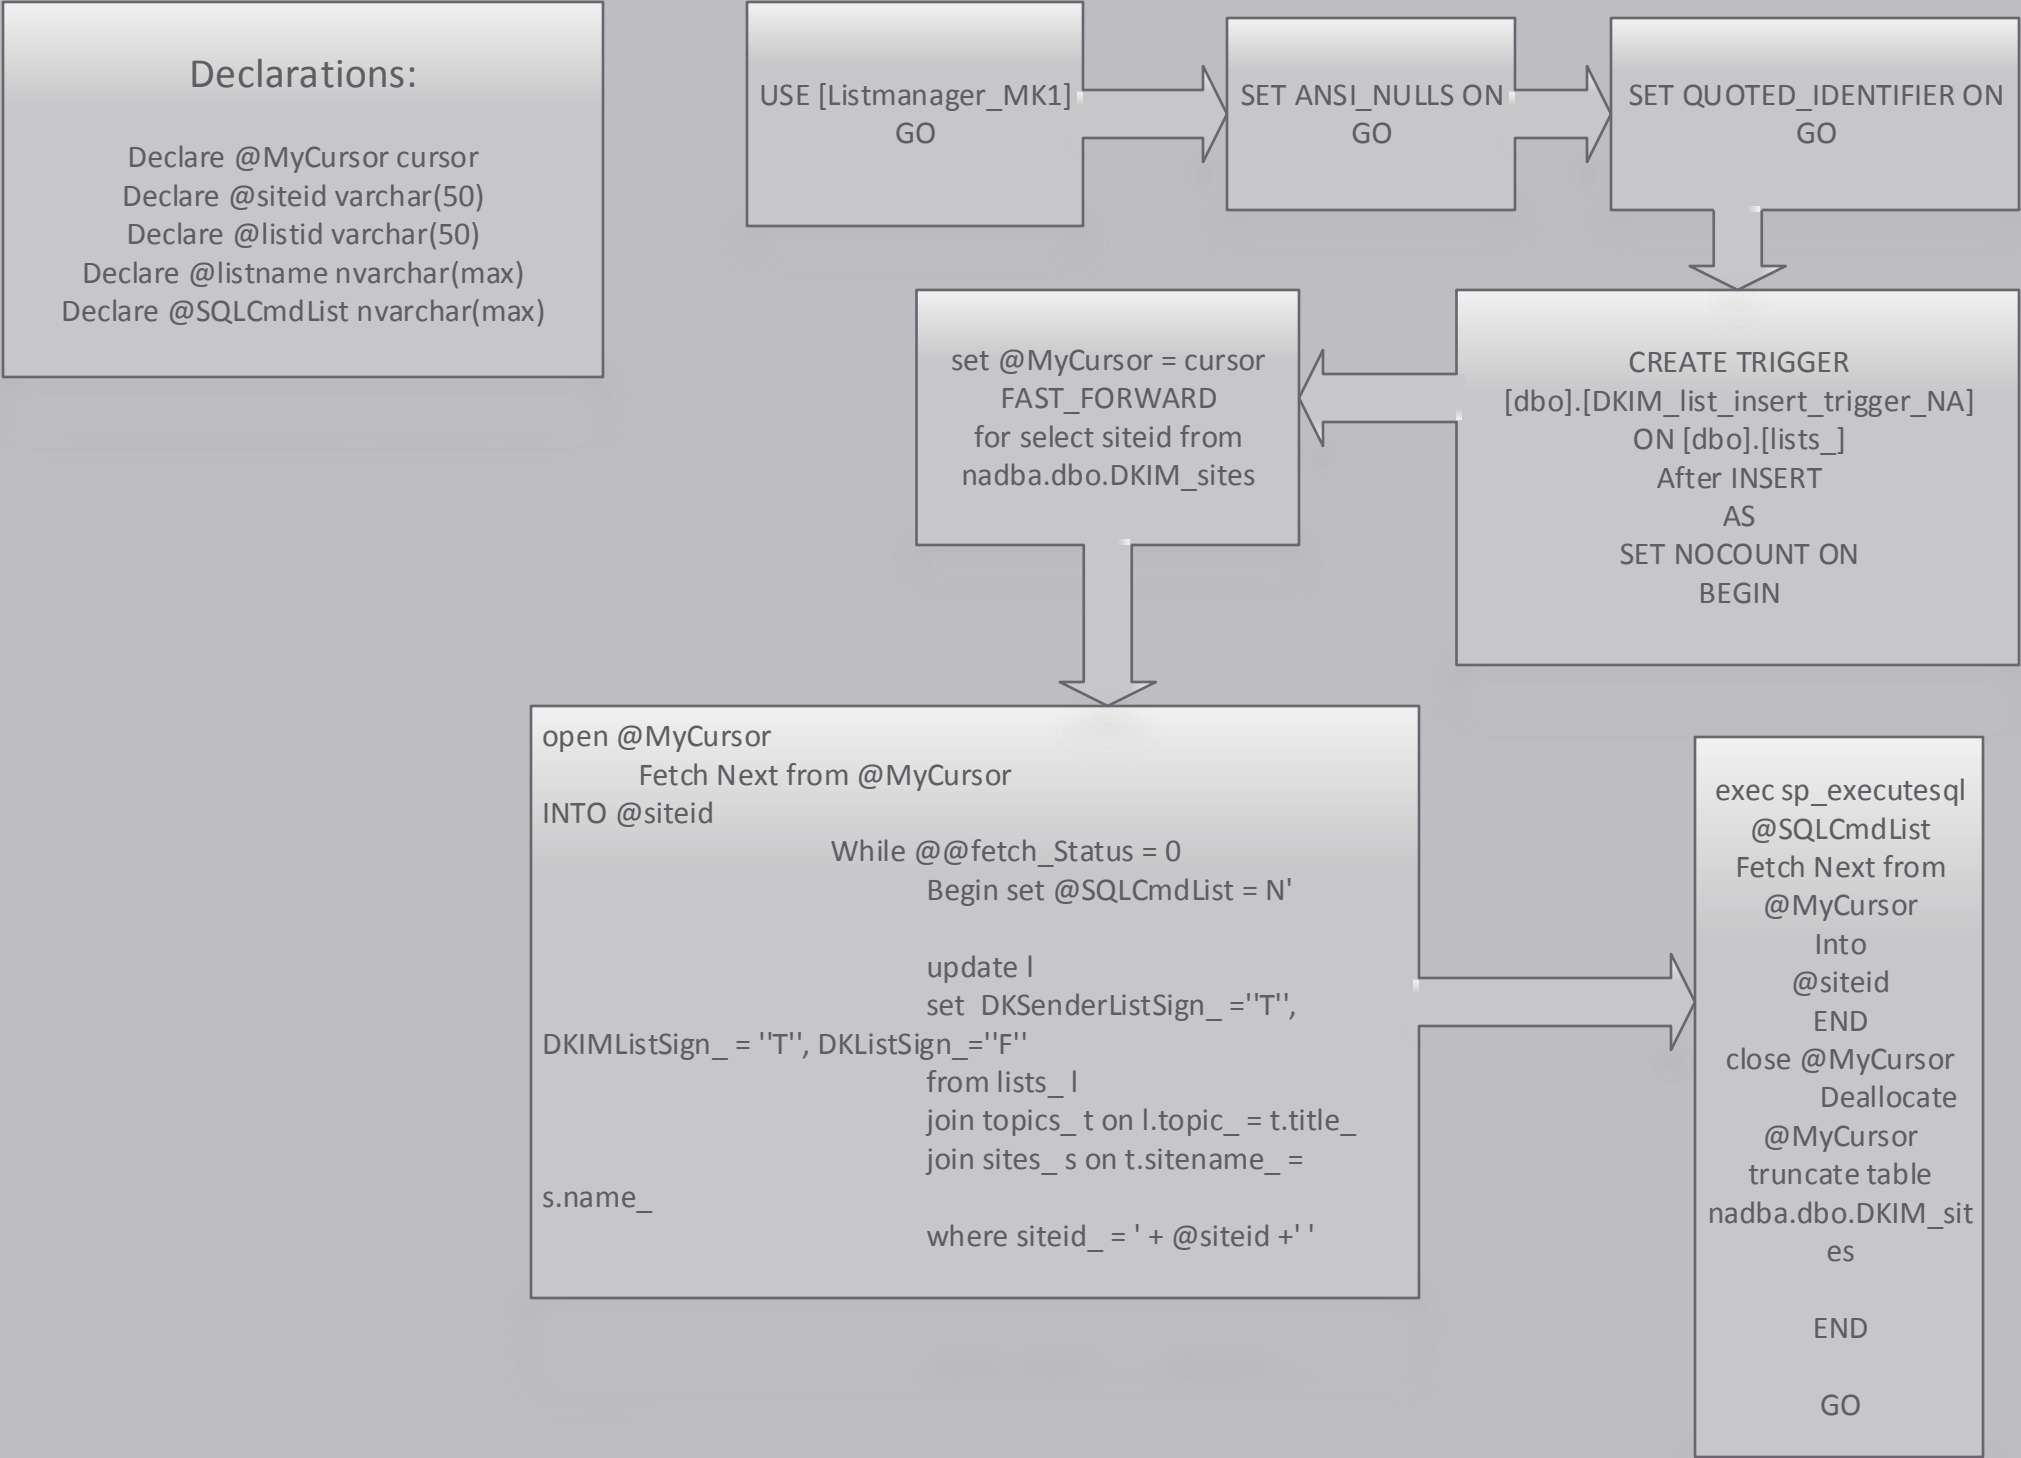 Declarations:
Declare @MyCursor cursor
Declare @siteid varchar(50)
Declare @listid varchar(50)
Declare @listname nvarchar(max)
Declare @SQLCmdList nvarchar(max)
USE [Listmanager_MK1]
GO
SET ANSI_NULLS ON
GO
SET QUOTED_IDENTIFIER ON
GO
CREATE TRIGGER
[dbo].[DKIM_list_insert_trigger_NA]
ON [dbo].[lists_]
After INSERT
AS
SET NOCOUNT ON
BEGIN
set @MyCursor = cursor
FAST_FORWARD
for select siteid from
nadba.dbo.DKIM_sites
open @MyCursor
Fetch Next from @MyCursor
INTO @siteid
While @@fetch_Status = 0
Begin set @SQLCmdList = N'
update l
set  DKSenderListSign_ =''T'',
DKIMListSign_ = ''T'', DKListSign_=''F''
from lists_ l
join topics_ t on l.topic_ = t.title_
join sites_ s on t.sitename_ =
s.name_
where siteid_ = ' + @siteid +' '
exec sp_executesql
@SQLCmdList
Fetch Next from
@MyCursor
Into
@siteid
END
close @MyCursor
Deallocate
@MyCursor
truncate table
nadba.dbo.DKIM_sit
es
END
GO